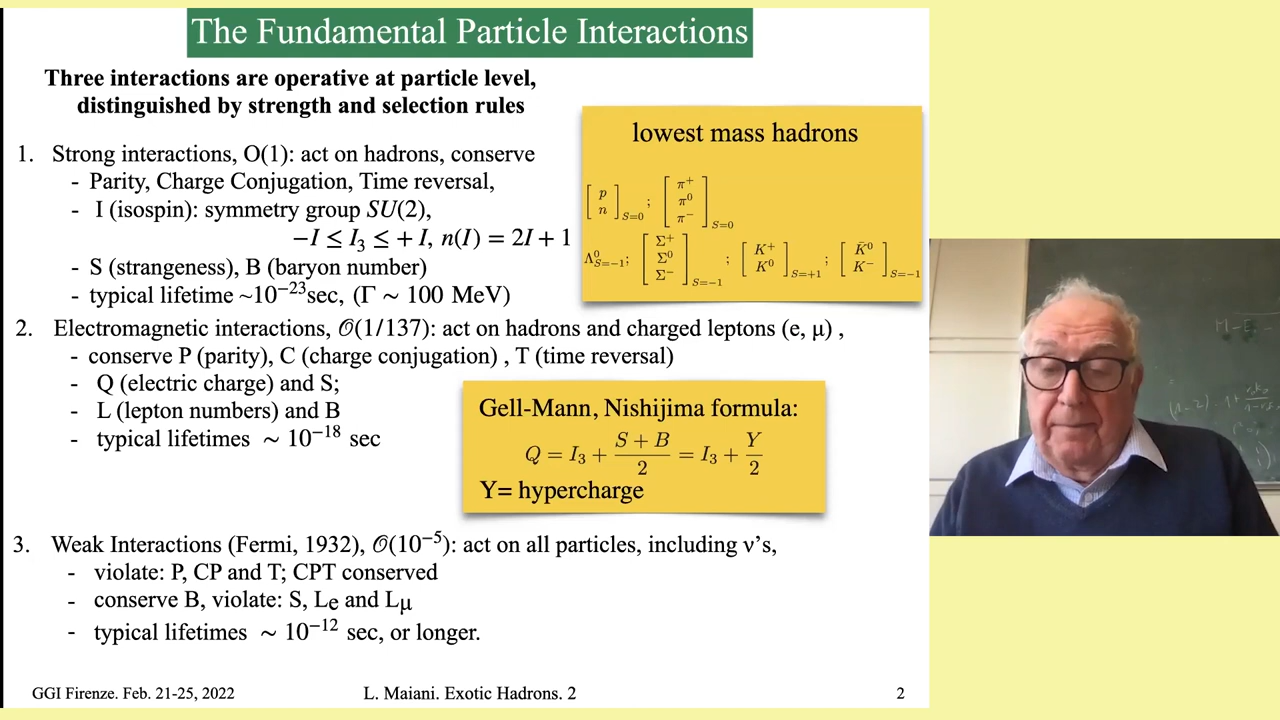 The Fundamental Particle Interactions
Three interactions are operative at particle level,
distinguished by strength and selection rules
1. Strong interactions, O(1): act on hadrons, conserve
- Parity, Charge Conjugation, Time reversal,
- I (isospin): symmetry group SU(2),
−I ≤ I₃ ≤ + I, n(I) = 2I + 1
- S (strangeness), B (baryon number)
- typical lifetime ~10⁻²³sec, (Γ ∼ 100 MeV)
lowest mass hadrons
[p n]_S=0 ; [π⁺ π⁰ π⁻]_S=0
Λ⁰_S=−1; [Σ⁺ Σ⁰ Σ⁻]_S=−1 ; [K⁺ K⁰]_S=+1 ; [K̄⁰ K⁻]_S=−1
2. Electromagnetic interactions, 𝒪(1/137): act on hadrons and charged leptons (e, μ) ,
- conserve P (parity), C (charge conjugation) , T (time reversal)
- Q (electric charge) and S;
- L (lepton numbers) and B
- typical lifetimes ∼ 10⁻¹⁸ sec
Gell-Mann, Nishijima formula:
Q = I₃ + (S + B)/2 = I₃ + Y/2
Y= hypercharge
3. Weak Interactions (Fermi, 1932), 𝒪(10⁻⁵): act on all particles, including ν's,
- violate: P, CP and T; CPT conserved
- conserve B, violate: S, Le and Lμ
- typical lifetimes ∼ 10⁻¹² sec, or longer.
GGI Firenze. Feb. 21-25, 2022 L. Maiani. Exotic Hadrons. 2 2